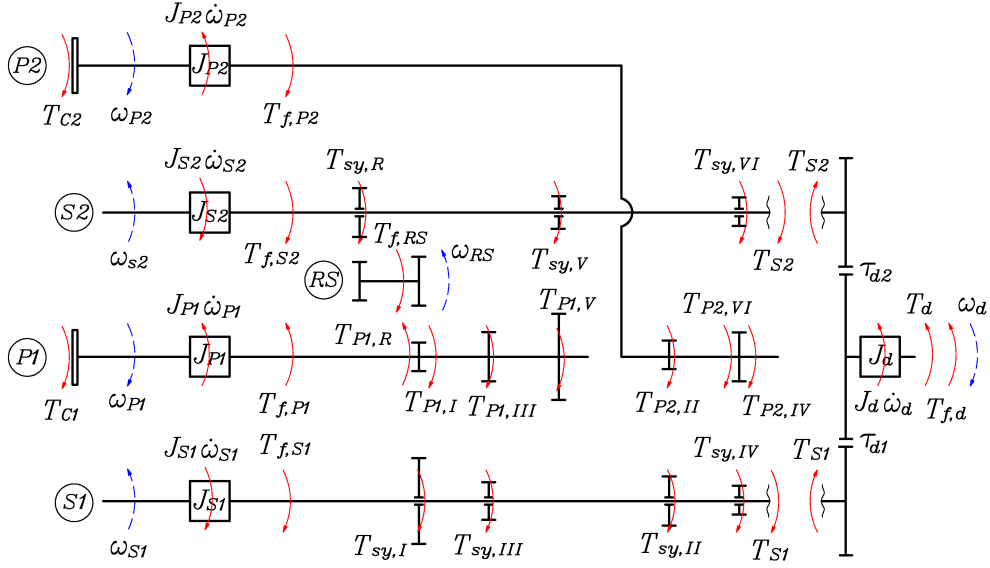 J_{P2} ω̇_{P2}
P2
J_{P2}
T_{C2}
ω_{P2}
T_{f,P2}
J_{S2} ω̇_{S2}
T_{sy,R}
T_{sy,VI}
T_{S2}
S2
J_{S2}
ω_{s2}
T_{f,S2}
T_{f,RS}
ω_{RS}
T_{sy,V}
T_{S2}
τ_{d2}
RS
J_{P1} ω̇_{P1}
T_{P1,R}
T_{P1,V}
T_{P2,VI}
T_d
ω_d
P1
J_{P1}
J_d
T_{C1}
ω_{P1}
T_{f,P1}
T_{P1,I}
T_{P1,III}
T_{P2,II}
T_{P2,IV}
J_d ω̇_d
T_{f,d}
J_{S1} ω̇_{S1}
T_{f,S1}
T_{sy,IV}
T_{S1}
τ_{d1}
S1
J_{S1}
ω_{S1}
T_{sy,I}
T_{sy,III}
T_{sy,II}
T_{S1}